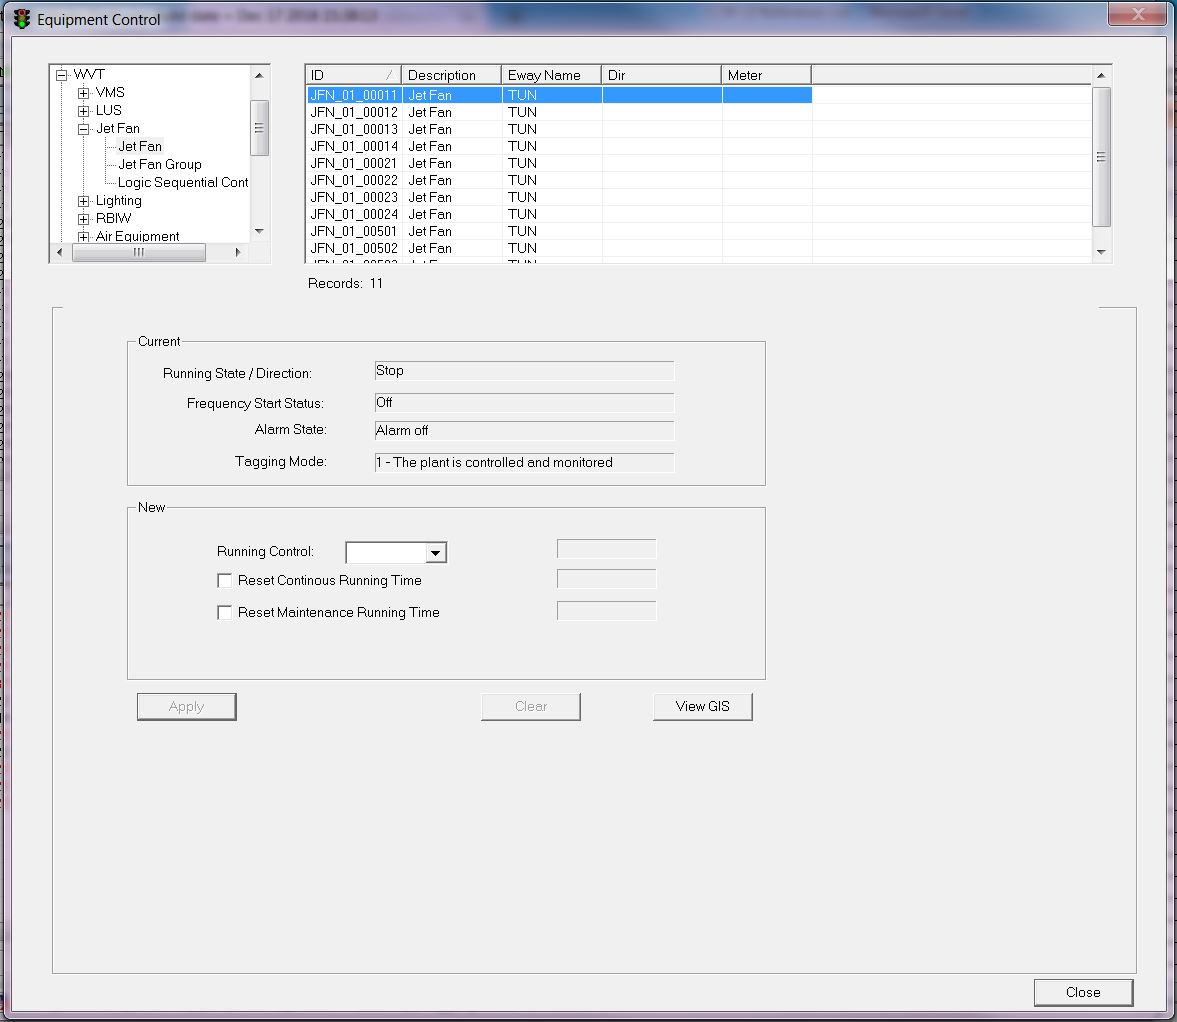 Equipment Control
WVT
VMS
LUS
Jet Fan
Jet Fan
Jet Fan Group
Logic Sequential Cont
Lighting
RBIW
Air Equipment
ID Description Eway Name Dir Meter
JFN_01_00011 Jet Fan TUN
JFN_01_00012 Jet Fan TUN
JFN_01_00013 Jet Fan TUN
JFN_01_00014 Jet Fan TUN
JFN_01_00021 Jet Fan TUN
JFN_01_00022 Jet Fan TUN
JFN_01_00023 Jet Fan TUN
JFN_01_00024 Jet Fan TUN
JFN_01_00501 Jet Fan TUN
JFN_01_00502 Jet Fan TUN
Records: 11
Current
Running State / Direction: Stop
Frequency Start Status: Off
Alarm State: Alarm off
Tagging Mode: 1 - The plant is controlled and monitored
New
Running Control:
Reset Continous Running Time
Reset Maintenance Running Time
Apply Clear View GIS
Close